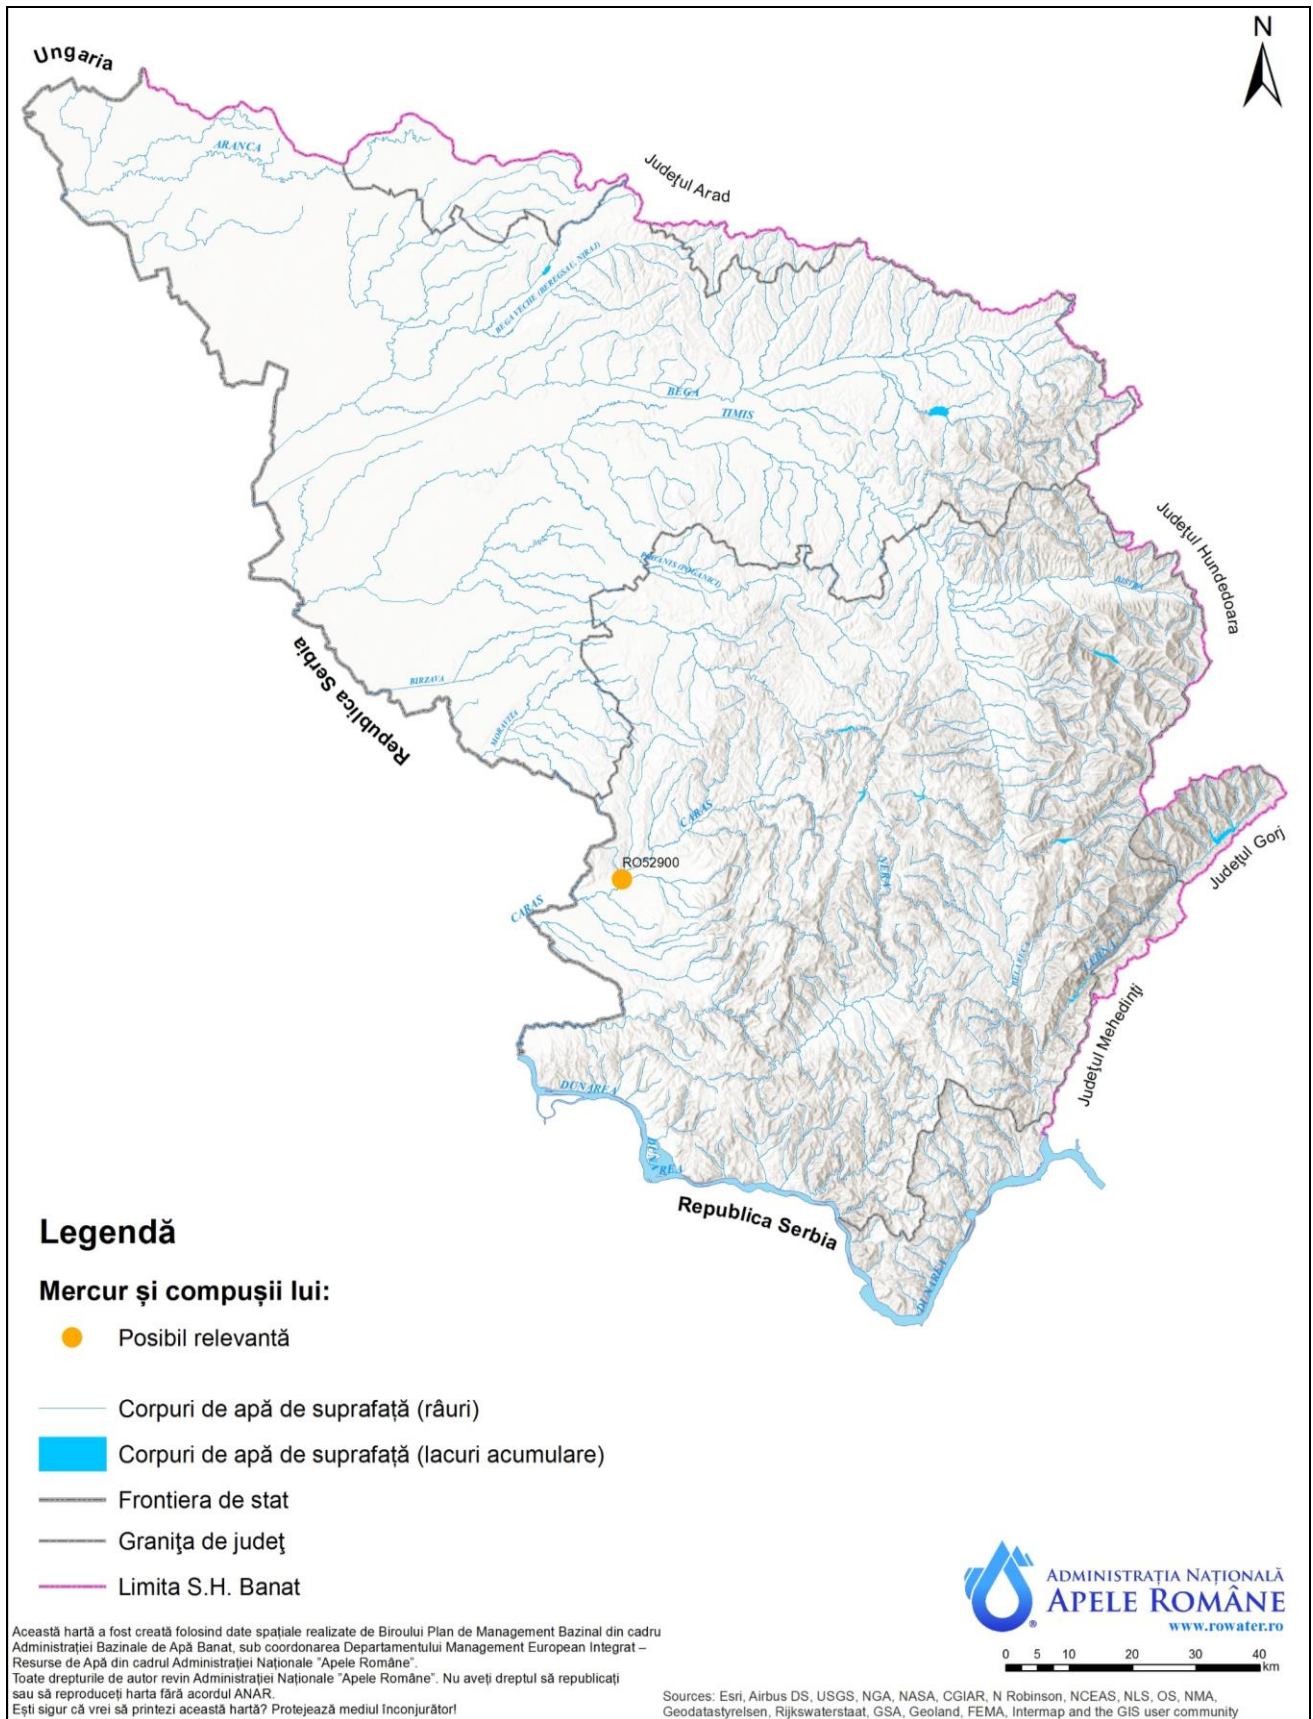 N
Ungaria
ARANCA
Județul Arad
BEGA VECHE (BEREGSAU, NIRAJ)
BEGA
TIMIS
Județul Hundedoara
POGANIS (POGANICI)
BISTRA
Republica Serbia
BIRZAVA
MORAVITA
CARAS
RO52900
NERA
Județul Gorj
CARAS
BELARECA
CERNA
Județul Mehedinți
DUNAREA
DUNAREA
Republica Serbia
DUNAREA
Legendă
Mercur și compușii lui:
Posibil relevantă
Corpuri de apă de suprafață (râuri)
Corpuri de apă de suprafață (lacuri acumulare)
Frontiera de stat
Graniţa de judeţ
Limita S.H. Banat
ADMINISTRAȚIA NAȚIONALĂ
APELE ROMÂNE
®
www.rowater.ro
0 5 10 20 30 40
km
Această hartă a fost creată folosind date spațiale realizate de Biroului Plan de Management Bazinal din cadru
Administrației Bazinale de Apă Banat, sub coordonarea Departamentului Management European Integrat –
Resurse de Apă din cadrul Administrației Naționale "Apele Române".
Toate drepturile de autor revin Administrației Naționale "Apele Române". Nu aveți dreptul să republicați
sau să reproduceți harta fără acordul ANAR.
Ești sigur că vrei să printezi această hartă? Protejează mediul înconjurător!
Sources: Esri, Airbus DS, USGS, NGA, NASA, CGIAR, N Robinson, NCEAS, NLS, OS, NMA,
Geodatastyrelsen, Rijkswaterstaat, GSA, Geoland, FEMA, Intermap and the GIS user community